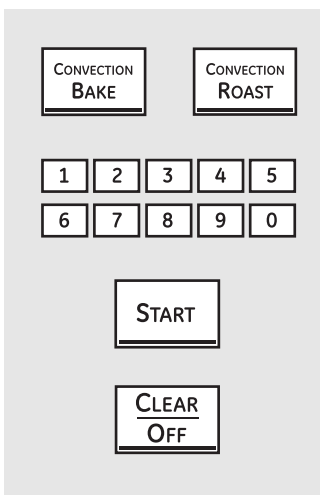 CONVECTION CONVECTION
BAKE ROAST
1 2 3 4 5
6 7 8 9 0
START
CLEAR
OFF